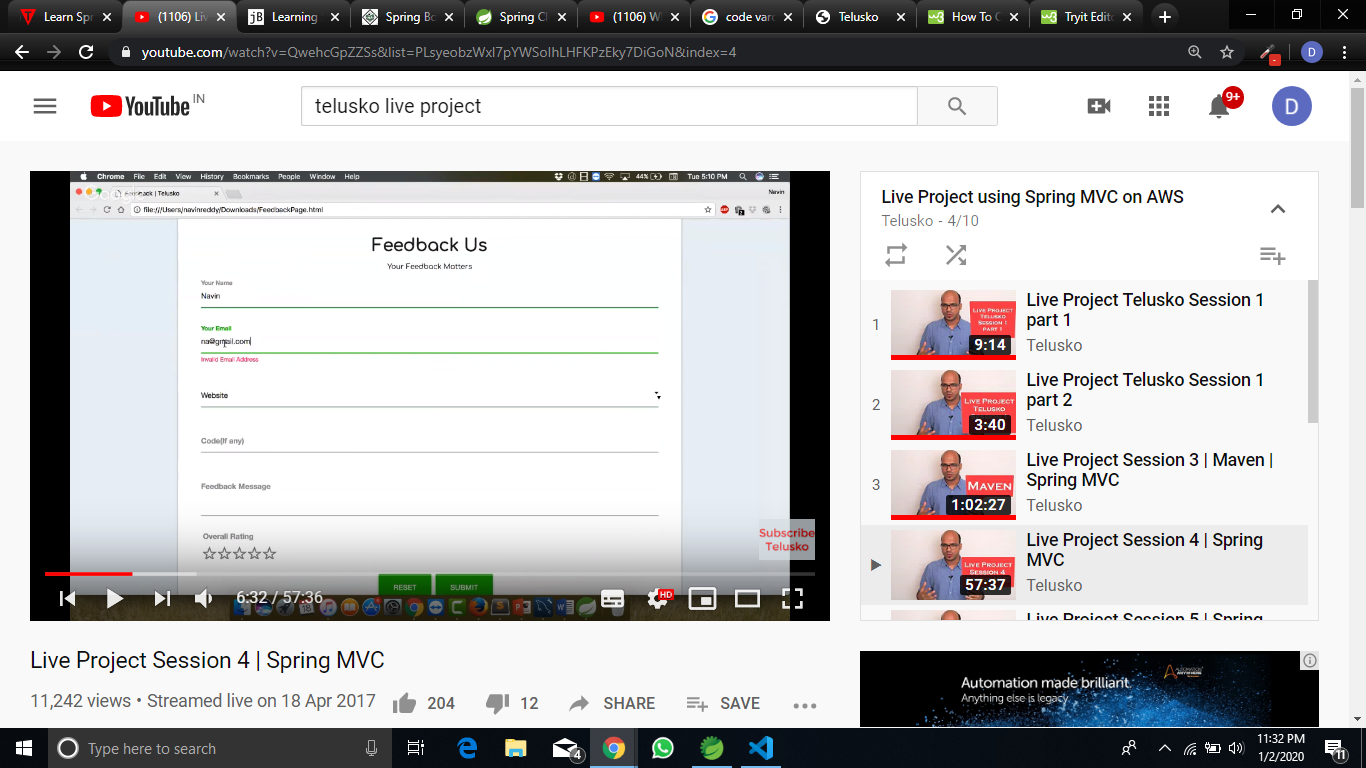 Learn Spr
(1106) Liv
Learning
Spring Bo
Spring Cl
(1106) W
code varc
Telusko
How To C
Tryit Edito
youtube.com/watch?v=QwehcGpZZSs&list=PLsyeobzWxl7pYWSolhLHFKPzEky7DiGoN&index=4
D
YouTube IN
telusko live project
9+
D
Chrome File Edit View History Bookmarks People Window Help
44%
Tue 5:10 PM
Feedback | Telusko
Navin
file:///Users/navinreddy/Downloads/FeedbackPage.html
Feedback Us
Your Feedback Matters
Your Name
Navin
Your Email
na@gmail.com
Invalid Email Address
Website
Code(If any)
Feedback Message
Overall Rating
RESET
SUBMIT
Subscribe
Telusko
6:32 / 57:36
HD
Live Project Session 4 | Spring MVC
11,242 views • Streamed live on 18 Apr 2017
204
12
SHARE
SAVE
Live Project using Spring MVC on AWS
Telusko - 4/10
1
LIVE PROJECT
TELUSKO
SESSION 1
PART 1
9:14
Live Project Telusko Session 1
part 1
Telusko
2
LIVE PROJECT
TELUSKO
3:40
Live Project Telusko Session 1
part 2
Telusko
3
MAVEN
1:02:27
Live Project Session 3 | Maven |
Spring MVC
Telusko
LIVE PROJECT
SESSION 4
57:37
Live Project Session 4 | Spring
MVC
Telusko
Live Project Session 5 | Spring
Automation made brilliant.
Anything else is legacy.
AUTOMATION
ANYWHERE
Type here to search
4
11:32 PM
1/2/2020
11